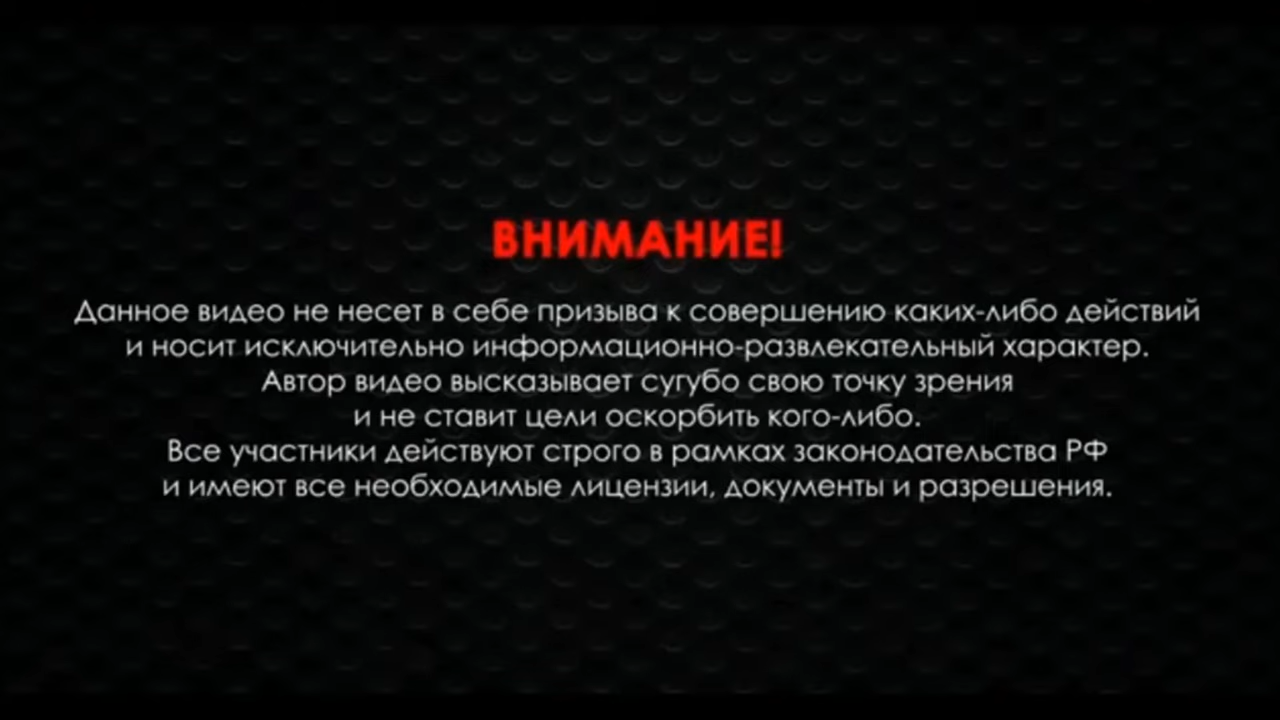 ВНИМАНИЕ!
Данное видео не несет в себе призыва к совершению каких-либо действий
и носит исключительно информационно-развлекательный характер.
Автор видео высказывает сугубо свою точку зрения
и не ставит цели оскорбить кого-либо.
Все участники действуют строго в рамках законодательства РФ
и имеют все необходимые лицензии, документы и разрешения.